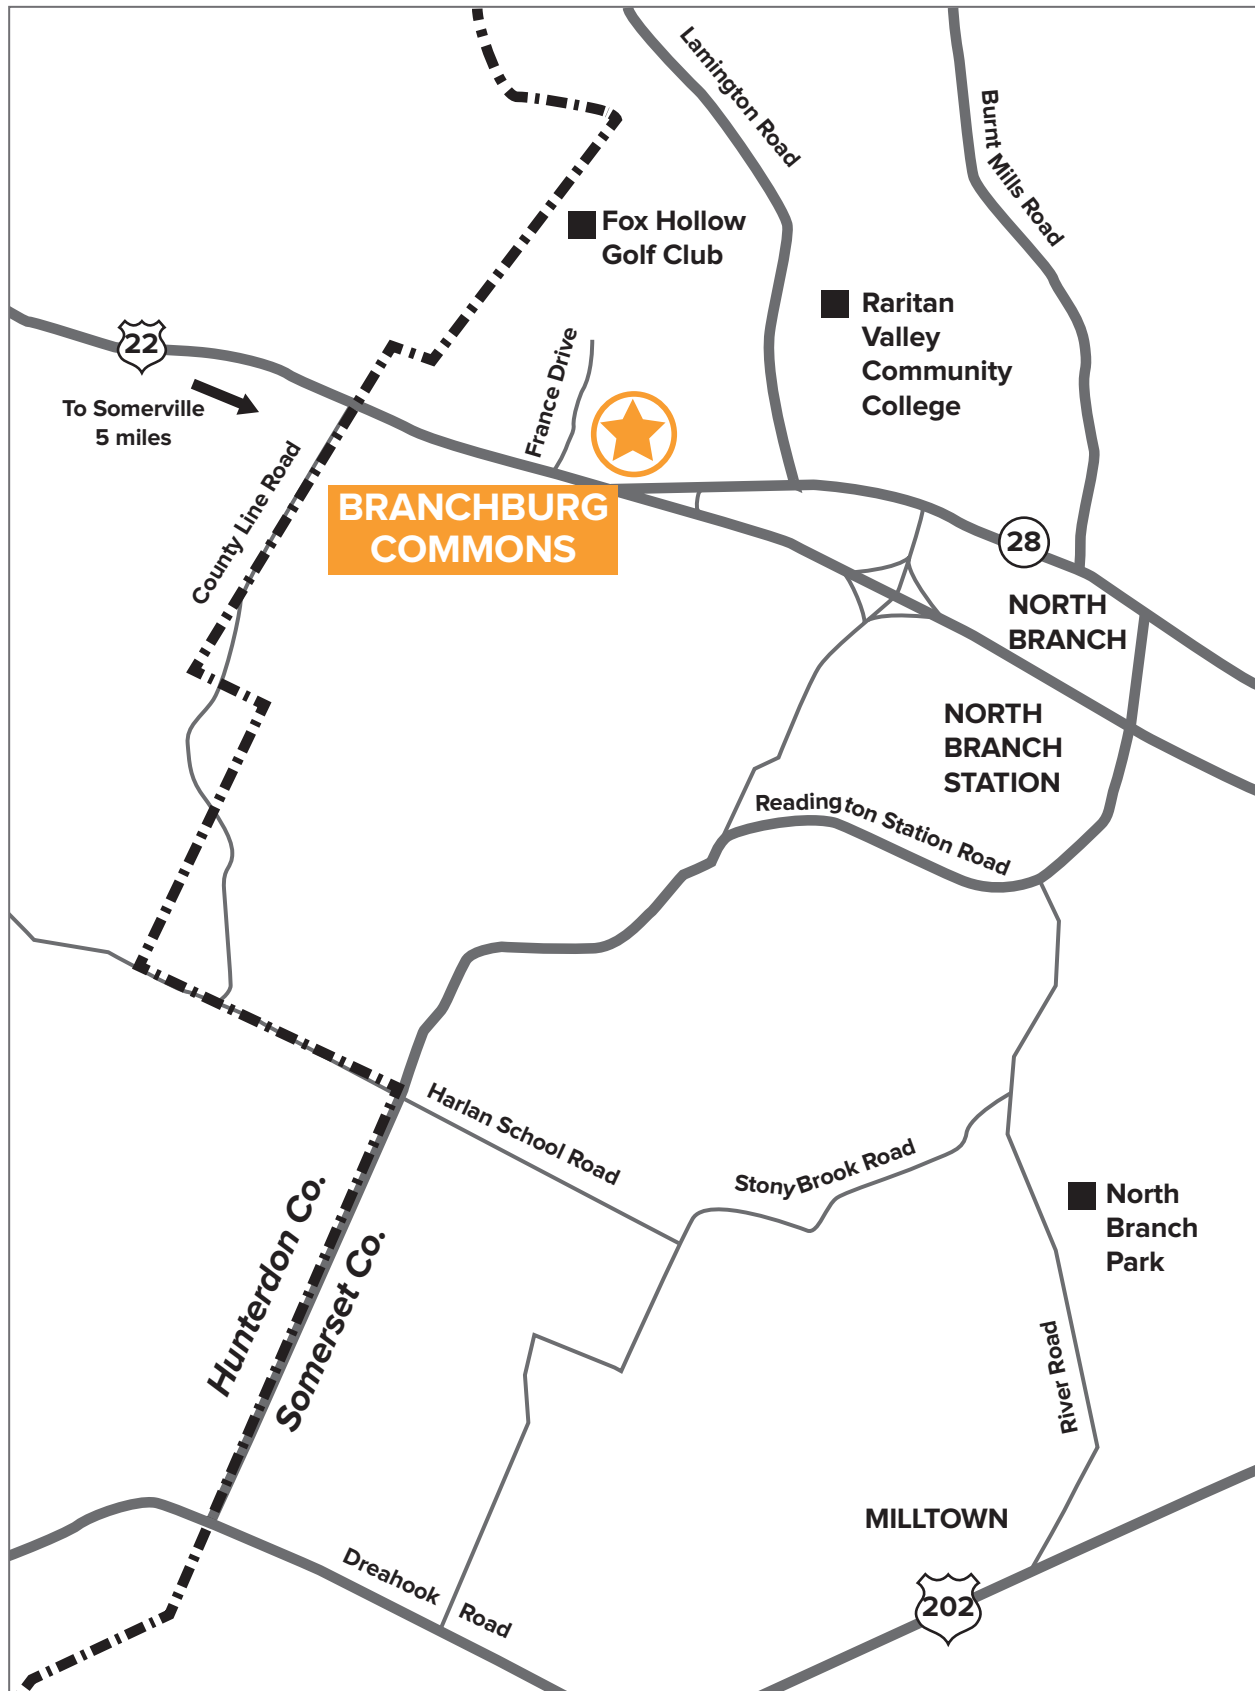 Lamington Road
Burnt Mills Road
Fox Hollow
Golf Club
Raritan
Valley
Community
College
22
To Somerville
5 miles
France Drive
County Line Road
BRANCHBURG
COMMONS
28
NORTH
BRANCH
NORTH
BRANCH
STATION
Readington Station Road
Harlan School Road
Stony Brook Road
North
Branch
Park
Hunterdon Co.
Somerset Co.
River Road
MILLTOWN
Dreahook Road
202